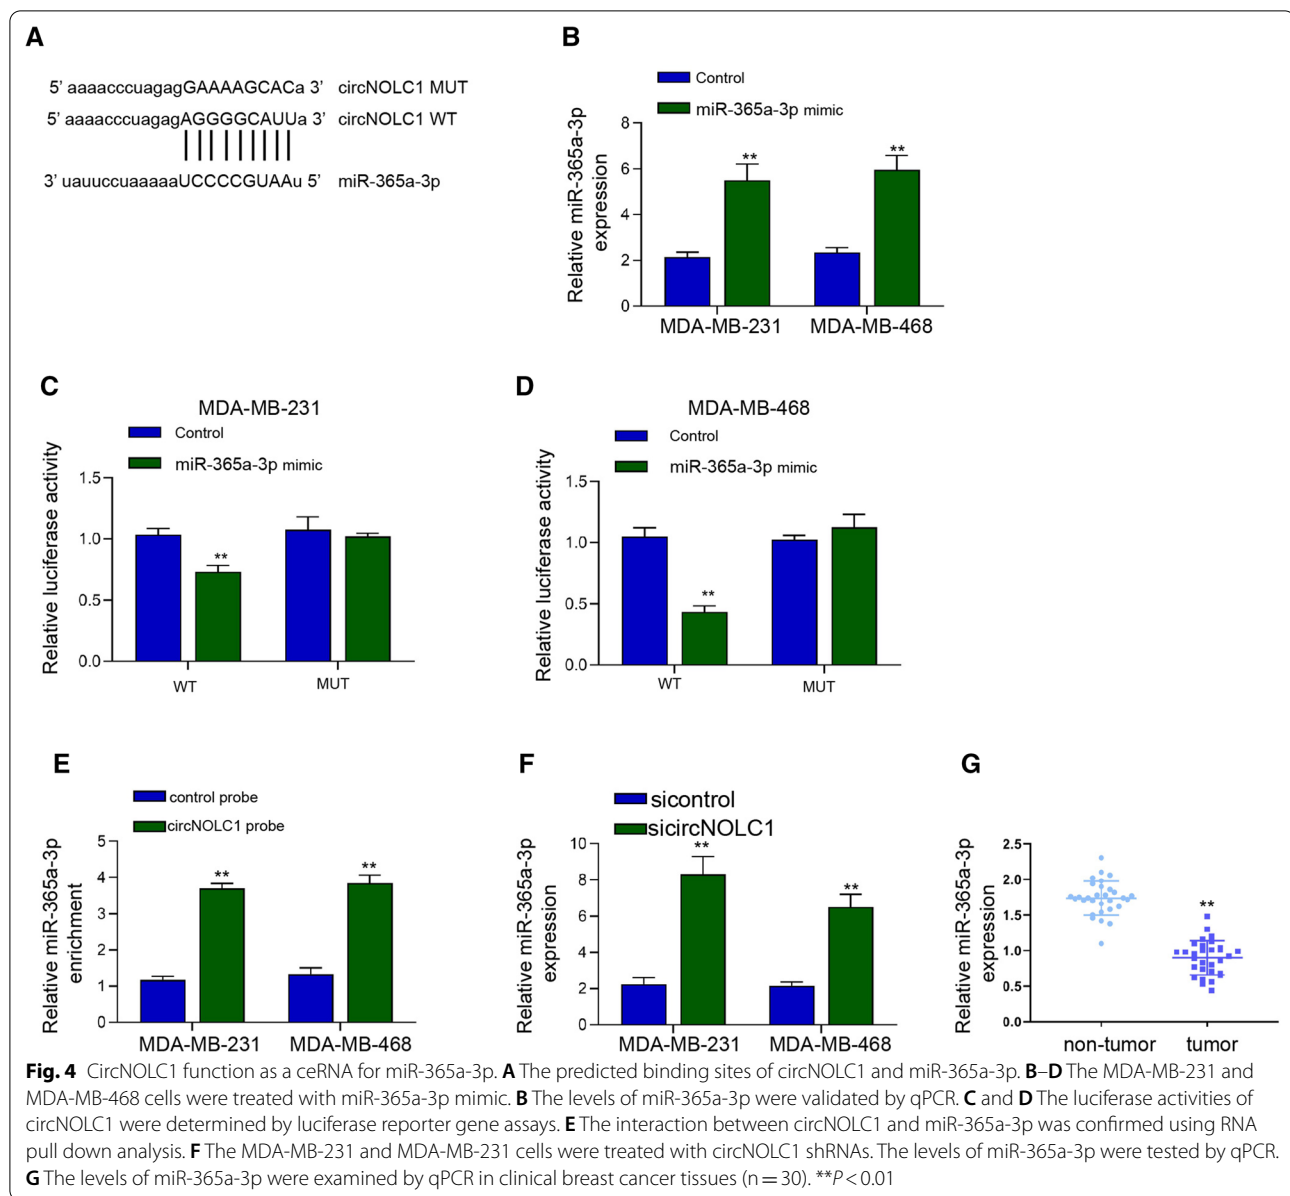 A
5' aaaacccuagagGAAAAGCACa 3' circNOLC1 MUT
5' aaaacccuagagAGGGGCAUUa 3' circNOLC1 WT
3' uauuccuaaaaaUCCCCGUAAu 5' miR-365a-3p
B
Control
miR-365a-3p mimic
Relative miR-365a-3p
expression
8
6
4
2
0
**
**
MDA-MB-231 MDA-MB-468
C
MDA-MB-231
Control
miR-365a-3p mimic
Relative luciferase activity
1.5
1.0
0.5
0.0
**
WT MUT
D
MDA-MB-468
Control
miR-365a-3p mimic
Relative luciferase activity
1.5
1.0
0.5
0.0
**
WT MUT
E
control probe
circNOLC1 probe
Relative miR-365a-3p
enrichment
5
4
3
2
1
0
**
**
MDA-MB-231 MDA-MB-468
F
sicontrol
sicircNOLC1
Relative miR-365a-3p
expression
10
8
6
4
2
0
**
**
MDA-MB-231 MDA-MB-468
G
Relative miR-365a-3p
expression
2.5
2.0
1.5
1.0
0.5
0.0
**
non-tumor tumor
Fig. 4 CircNOLC1 function as a ceRNA for miR-365a-3p. A The predicted binding sites of circNOLC1 and miR-365a-3p. B–D The MDA-MB-231 and
MDA-MB-468 cells were treated with miR-365a-3p mimic. B The levels of miR-365a-3p were validated by qPCR. C and D The luciferase activities of
circNOLC1 were determined by luciferase reporter gene assays. E The interaction between circNOLC1 and miR-365a-3p was confirmed using RNA
pull down analysis. F The MDA-MB-231 and MDA-MB-231 cells were treated with circNOLC1 shRNAs. The levels of miR-365a-3p were tested by qPCR.
G The levels of miR-365a-3p were examined by qPCR in clinical breast cancer tissues (n = 30). **P < 0.01